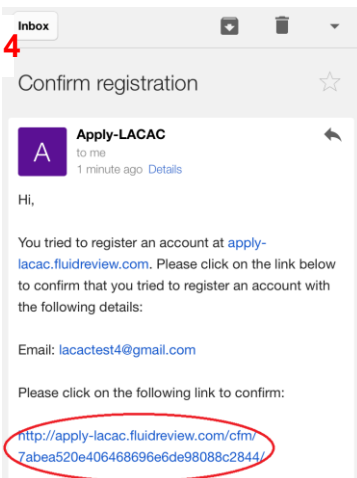 Inbox
4
Confirm registration
A
Apply-LACAC
to me
1 minute ago Details
Hi,
You tried to register an account at apply-
lacac.fluidreview.com. Please click on the link below
to confirm that you tried to register an account with
the following details:
Email: lacactest4@gmail.com
Please click on the following link to confirm:
http://apply-lacac.fluidreview.com/cfm/
7abea520e406468696e6de98088c2844/